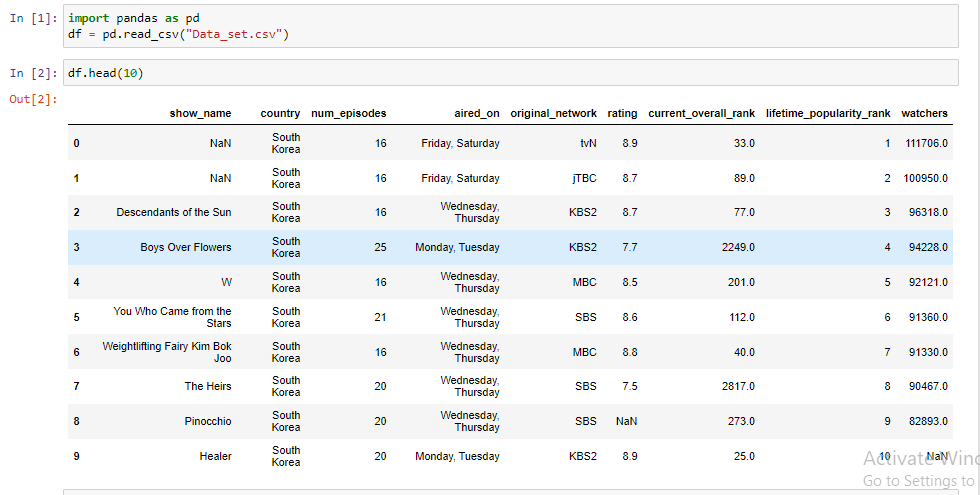 In [1]: import pandas as pd
df = pd.read_csv("Data_set.csv")
In [2]: df.head(10)
Out[2]:
show_name country num_episodes aired_on original_network rating current_overall_rank lifetime_popularity_rank watchers
0 NaN South Korea 16 Friday, Saturday tvN 8.9 33.0 1 111706.0
1 NaN South Korea 16 Friday, Saturday jTBC 8.7 89.0 2 100950.0
2 Descendants of the Sun South Korea 16 Wednesday, Thursday KBS2 8.7 77.0 3 96318.0
3 Boys Over Flowers South Korea 25 Monday, Tuesday KBS2 7.7 2249.0 4 94228.0
4 W South Korea 16 Wednesday, Thursday MBC 8.5 201.0 5 92121.0
5 You Who Came from the Stars South Korea 21 Wednesday, Thursday SBS 8.6 112.0 6 91360.0
6 Weightlifting Fairy Kim Bok Joo South Korea 16 Wednesday, Thursday MBC 8.8 40.0 7 91330.0
7 The Heirs South Korea 20 Wednesday, Thursday SBS 7.5 2817.0 8 90467.0
8 Pinocchio South Korea 20 Wednesday, Thursday SBS NaN 273.0 9 82893.0
9 Healer South Korea 20 Monday, Tuesday KBS2 8.9 25.0 10 NaN
Activate Win
Go to Settings to